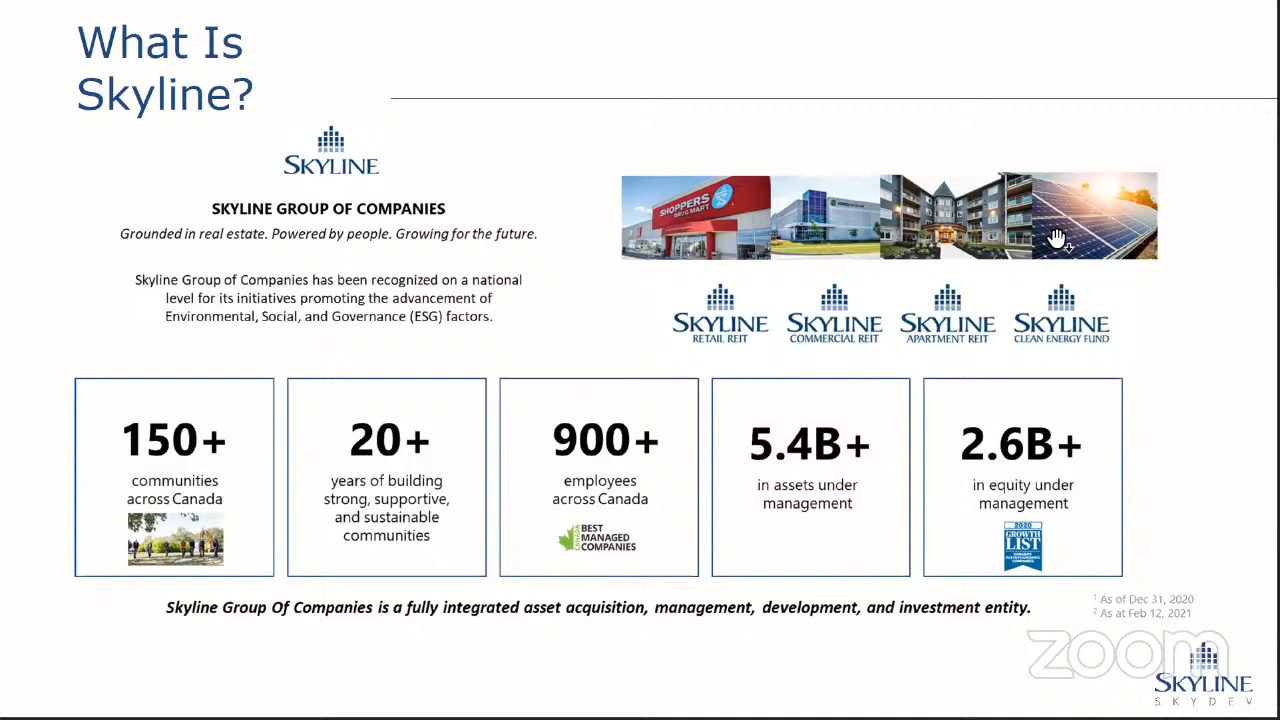 What Is
Skyline?
SKYLINE
SKYLINE GROUP OF COMPANIES
Grounded in real estate. Powered by people. Growing for the future.
Skyline Group of Companies has been recognized on a national
level for its initiatives promoting the advancement of
Environmental, Social, and Governance (ESG) factors.
SHOPPERS
DRUG MART
SKYLINE
RETAIL REIT
SKYLINE
COMMERCIAL REIT
SKYLINE
APARTMENT REIT
SKYLINE
CLEAN ENERGY FUND
150+
communities
across Canada
20+
years of building
strong, supportive,
and sustainable
communities
900+
employees
across Canada
CANADA
BEST
MANAGED
COMPANIES
5.4B+
in assets under
management
2.6B+
in equity under
management
2020
GROWTH
LIST
CANADA'S
FASTEST-GROWING
COMPANIES
Skyline Group Of Companies is a fully integrated asset acquisition, management, development, and investment entity.
1 As of Dec 31, 2020
2 As at Feb 12, 2021
zoom
SKYLINE
SKYDEV